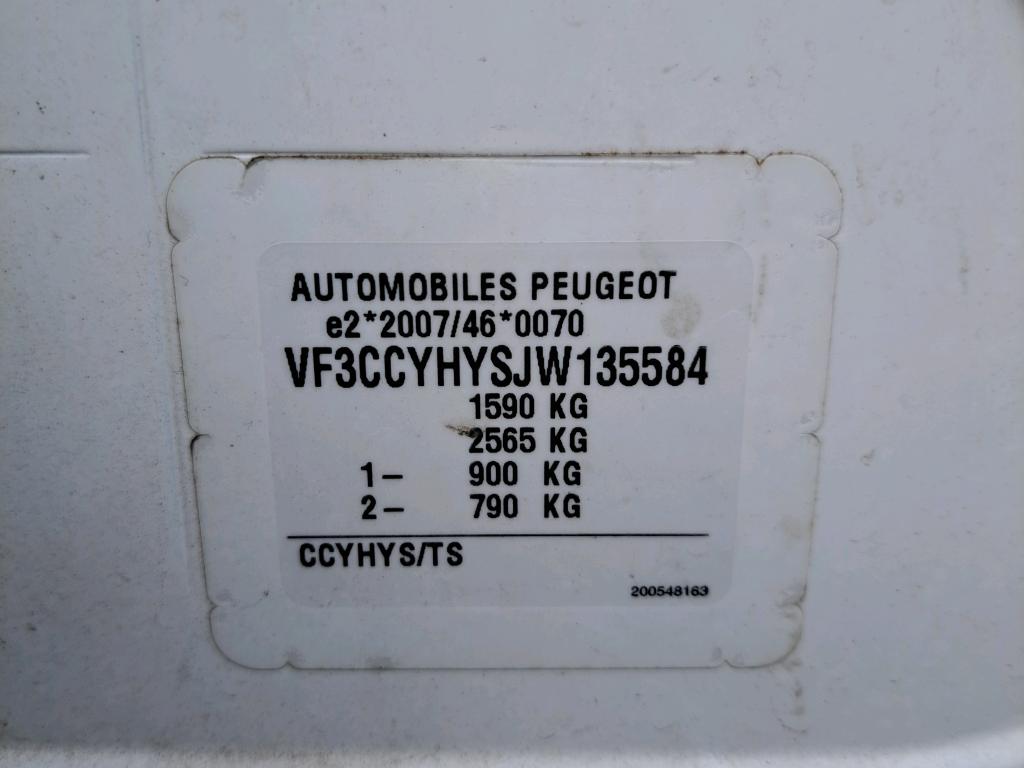 AUTOMOBILES PEUGEOT
e2*2007/46*0070
VF3CCYHYSJW135584
1590 KG
2565 KG
1- 900 KG
2- 790 KG
CCYHYS/TS
200548163